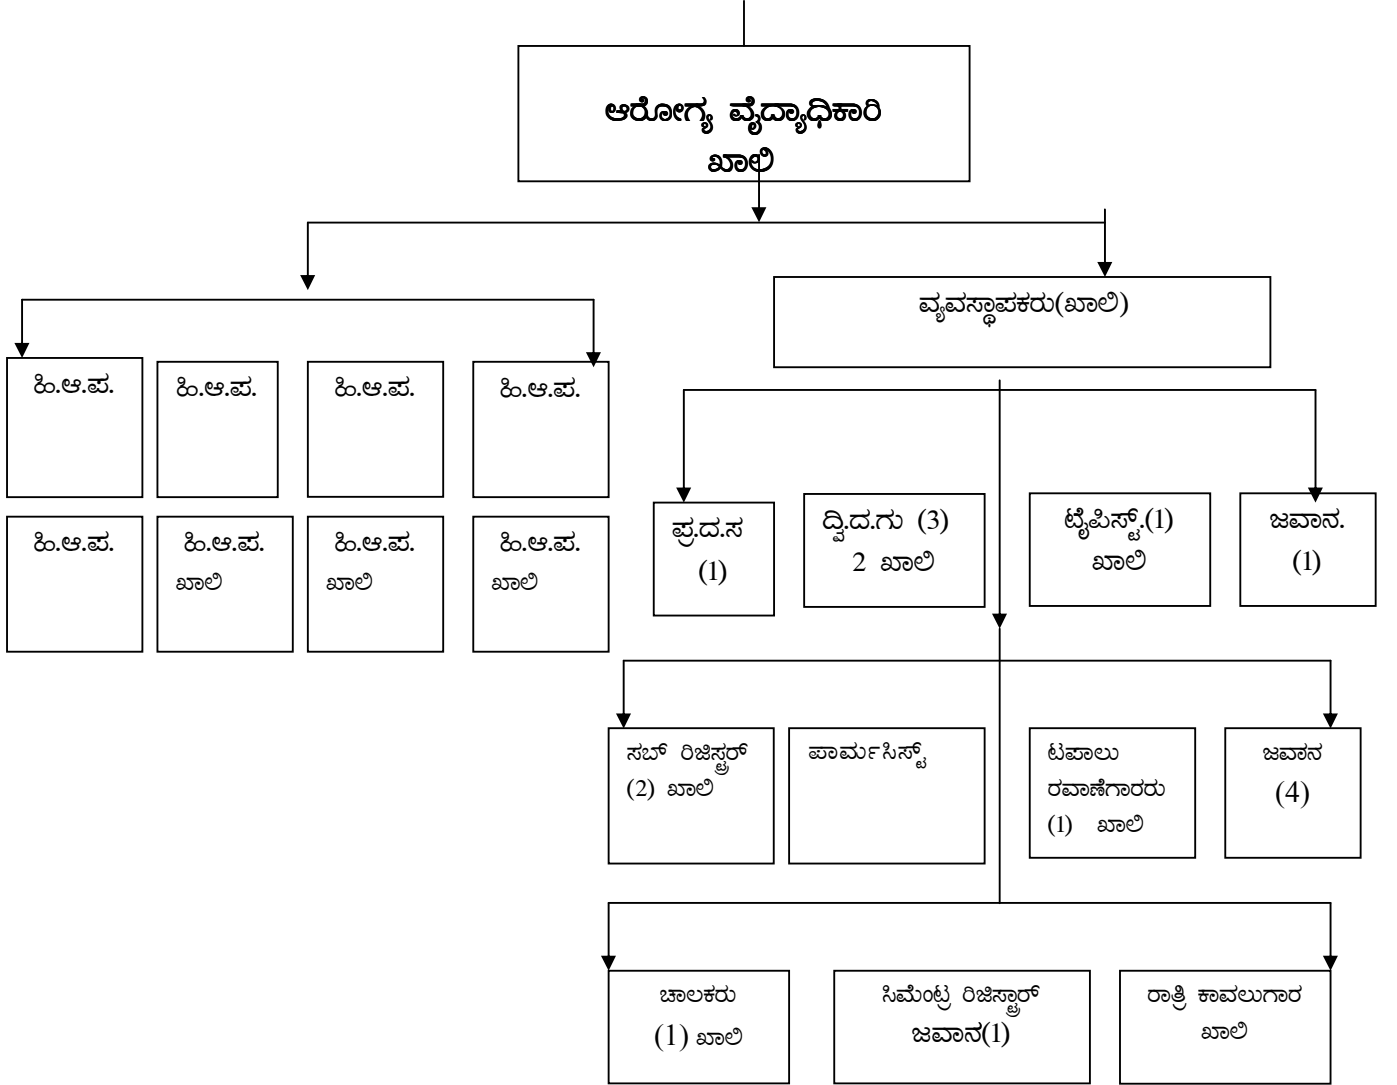 ಆರೋಗ್ಯ ವೈದ್ಯಾಧಿಕಾರಿ
ಖಾಲಿ
ವ್ಯವಸ್ಥಾಪಕರು(ಖಾಲಿ)
ಹಿ.ಆ.ಪ.
ಹಿ.ಆ.ಪ.
ಹಿ.ಆ.ಪ.
ಹಿ.ಆ.ಪ.
ಹಿ.ಆ.ಪ.
ಹಿ.ಆ.ಪ.
ಖಾಲಿ
ಹಿ.ಆ.ಪ.
ಖಾಲಿ
ಹಿ.ಆ.ಪ.
ಖಾಲಿ
ಪ್ರ.ದ.ಸ
(1)
ದ್ವಿ.ದ.ಗು (3)
2 ಖಾಲಿ
ಟೈಪಿಸ್ಟ್.(1)
ಖಾಲಿ
ಜವಾನ.
(1)
ಸಬ್ ರಿಜಿಸ್ಟ್ರರ್
(2) ಖಾಲಿ
ಪಾರ್ಮಸಿಸ್ಟ್
ಟಪಾಲು
ರವಾಣೆಗಾರರು
(1) ಖಾಲಿ
ಜವಾನ
(4)
ಚಾಲಕರು
(1) ಖಾಲಿ
ಸಿಮೆಂಟ್ರಿ ರಿಜಿಸ್ಟ್ರಾರ್
ಜವಾನ(1)
ರಾತ್ರಿ ಕಾವಲುಗಾರ
ಖಾಲಿ